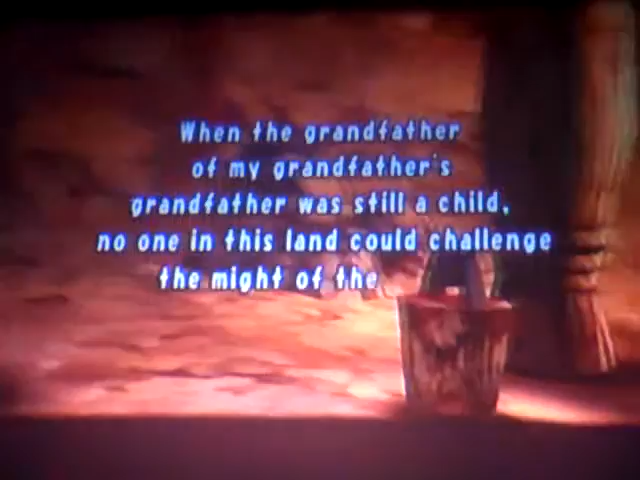 When the grandfather
of my grandfather's
grandfather was still a child,
no one in this land could challenge
the might of the